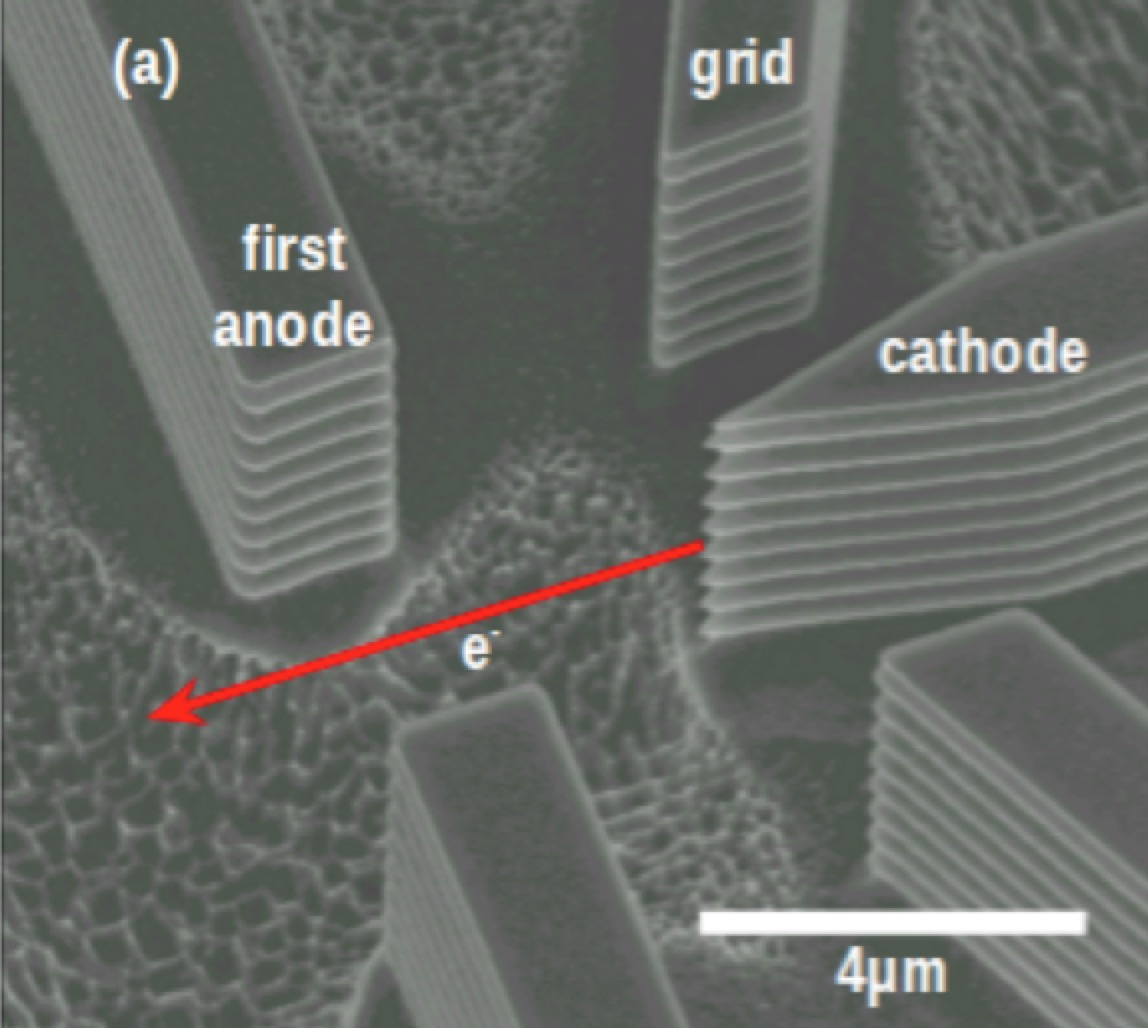 (a)
grid
first
anode
cathode
e-
4µm